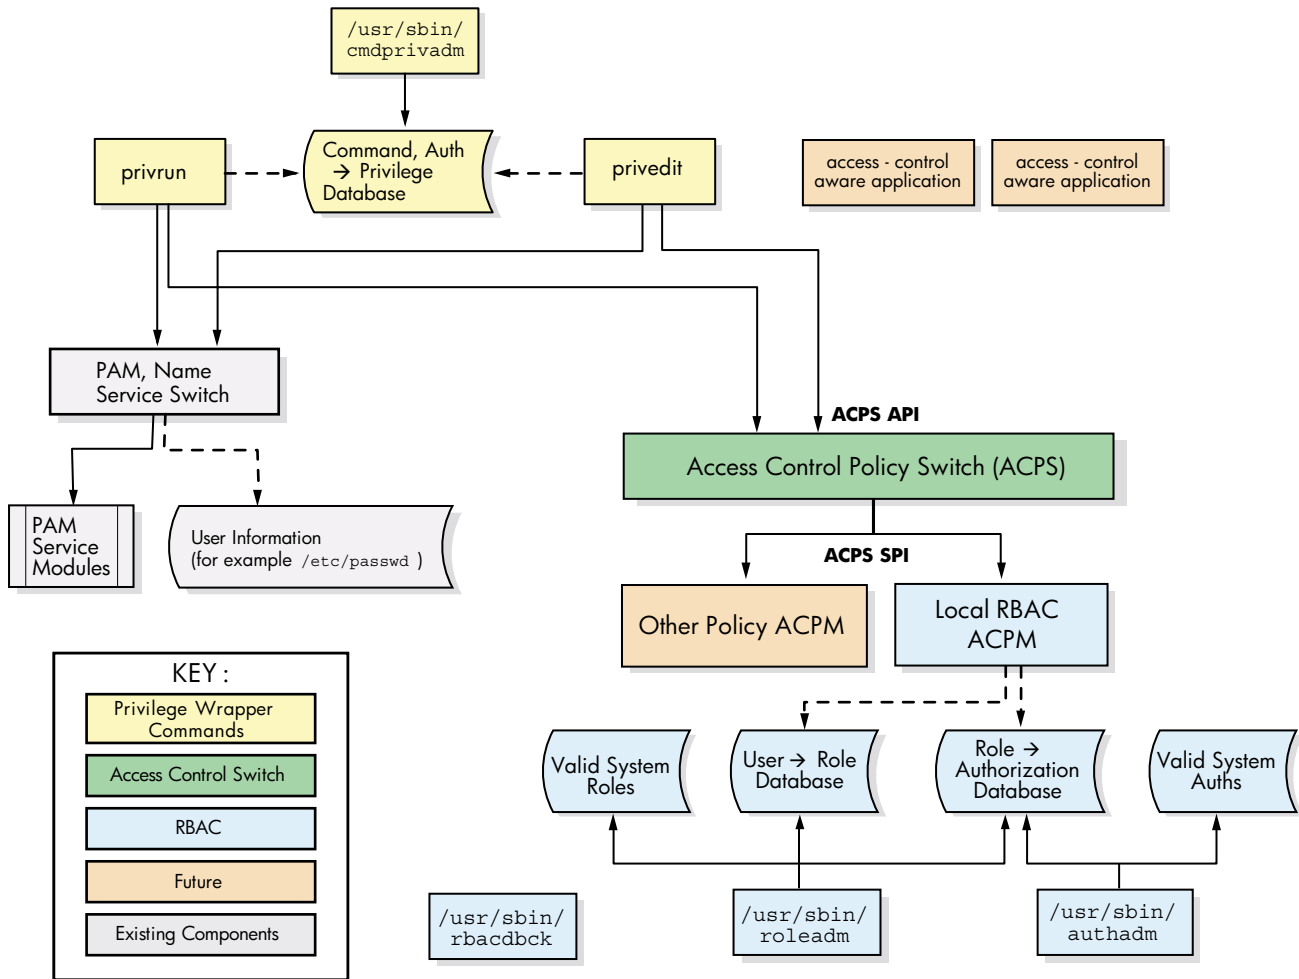 /usr/sbin/
cmdprivadm
privrun
Command, Auth
→ Privilege
Database
privedit
access - control
aware application
access - control
aware application
PAM, Name
Service Switch
ACPS API
Access Control Policy Switch (ACPS)
PAM
Service
Modules
User Information
(for example /etc/passwd )
ACPS SPI
Other Policy ACPM
Local RBAC
ACPM
KEY :
Privilege Wrapper
Commands
Access Control Switch
RBAC
Future
Existing Components
Valid System
Roles
User → Role
Database
Role →
Authorization
Database
Valid System
Auths
/usr/sbin/
rbacdbck
/usr/sbin/
roleadm
/usr/sbin/
authadm